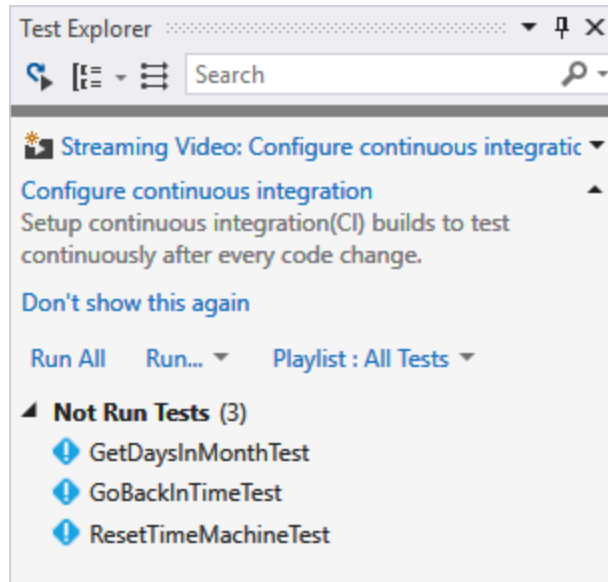 Test Explorer
Search
Streaming Video: Configure continuous integratic
Configure continuous integration
Setup continuous integration(CI) builds to test
continuously after every code change.
Don't show this again
Run All Run... Playlist : All Tests
Not Run Tests (3)
GetDaysInMonthTest
GoBackInTimeTest
ResetTimeMachineTest